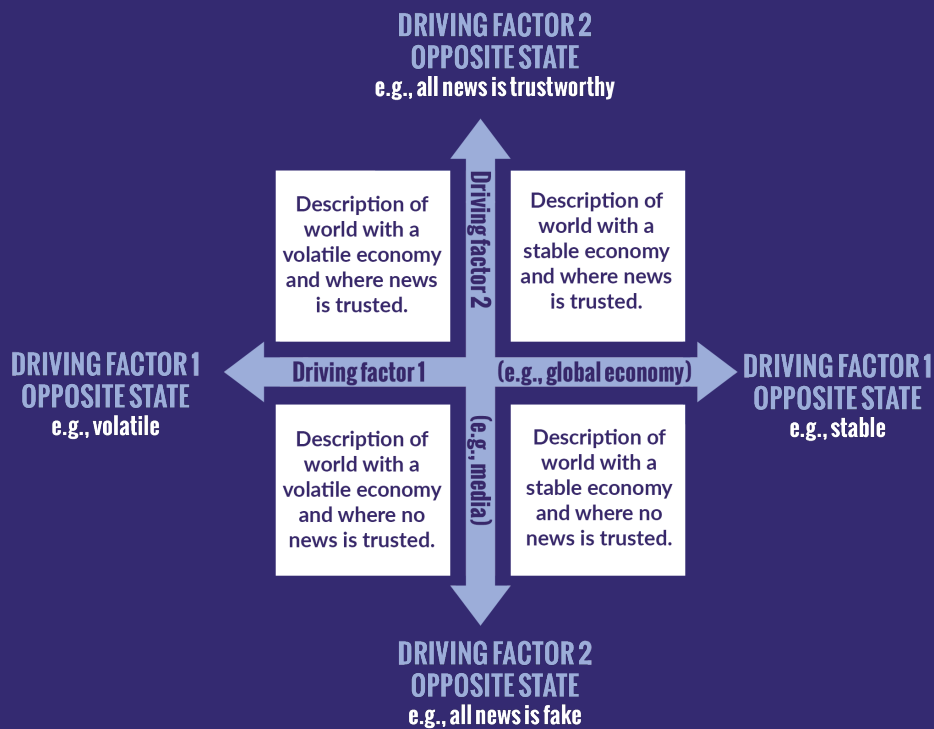 DRIVING FACTOR 2
OPPOSITE STATE
e.g., all news is trustworthy
Description of
world with a
volatile economy
and where news
is trusted.
Driving factor 2
Description of
world with a
stable economy
and where news
is trusted.
DRIVING FACTOR 1
OPPOSITE STATE
e.g., volatile
Driving factor 1
(e.g., global economy)
DRIVING FACTOR 1
OPPOSITE STATE
e.g., stable
Description of
world with a
volatile economy
and where no
news is trusted.
(e.g., media)
Description of
world with a
stable economy
and where no
news is trusted.
DRIVING FACTOR 2
OPPOSITE STATE
e.g., all news is fake